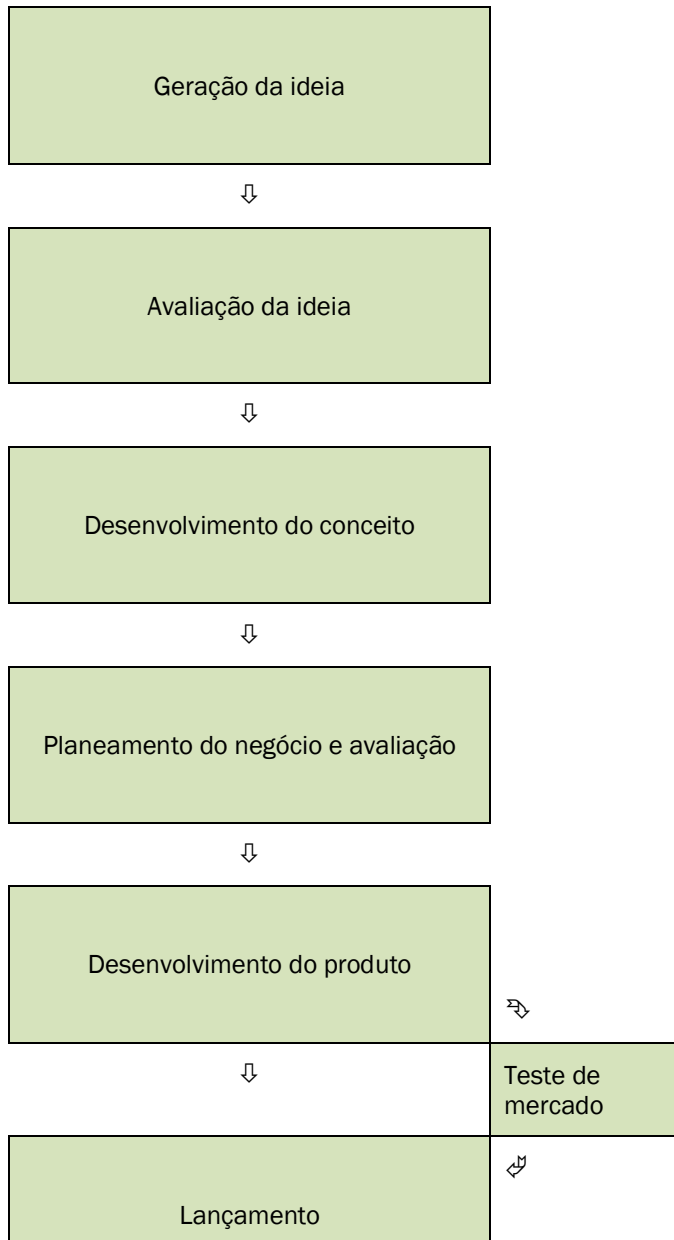 Geração da ideia
Avaliação da ideia
Desenvolvimento do conceito
Planeamento do negócio e avaliação
Desenvolvimento do produto
Teste de
mercado
Lançamento